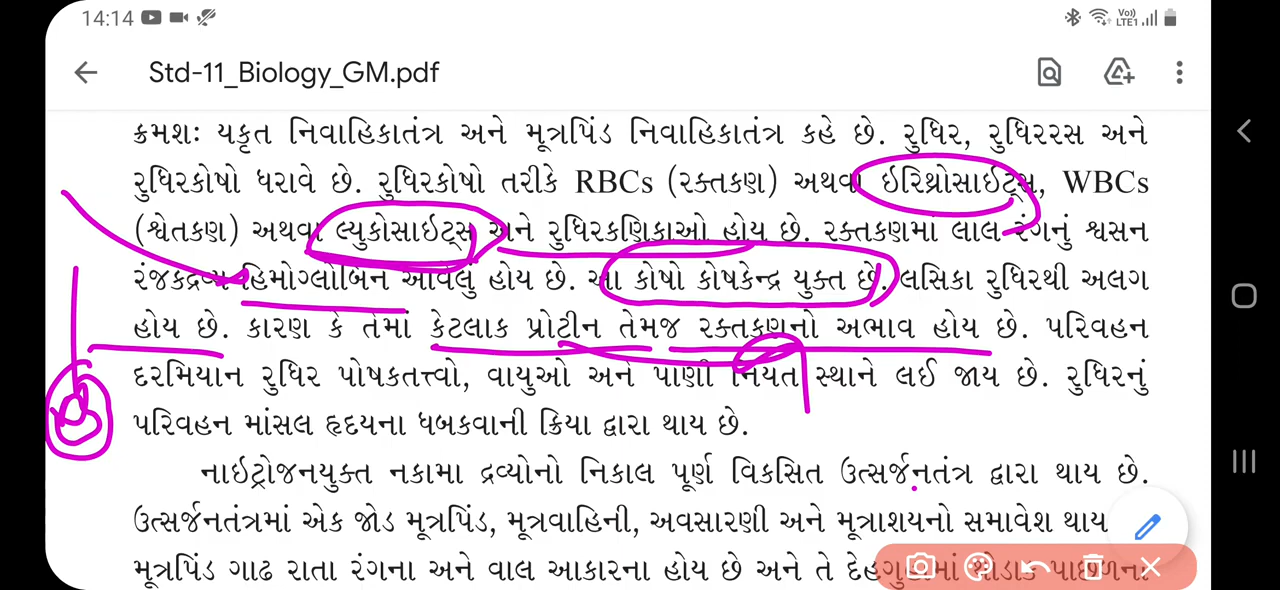 14:14
Vo)) LTE1
Std-11_Biology_GM.pdf
ક્રમશઃ યકૃત નિવાહિકાતંત્ર અને મૂત્રપિંડ નિવાહિકાતંત્ર કહે છે. રુધિર, રુધિરરસ અને
રુધિરકોષો ધરાવે છે. રુધિરકોષો તરીકે RBCs (રક્તકણ) અથવા ઇરિથ્રોસાઇટ્સ, WBCs
(શ્વેતકણ) અથવા લ્યુકોસાઇટ્સ અને રુધિરકણિકાઓ હોય છે. રક્તકણમાં લાલ રંગનું શ્વસન
રંજકદ્રવ્ય હિમોગ્લોબિન આવેલું હોય છે. આ કોષો કોષકેન્દ્ર યુક્ત છે. લસિકા રુધિરથી અલગ
હોય છે. કારણ કે તેમાં કેટલાક પ્રોટીન તેમજ રક્તકણનો અભાવ હોય છે. પરિવહન
દરમિયાન રુધિર પોષકતત્ત્વો, વાયુઓ અને પાણી નિયત સ્થાને લઈ જાય છે. રુધિરનું
પરિવહન માંસલ હૃદયના ધબકવાની ક્રિયા દ્વારા થાય છે.
નાઇટ્રોજનયુક્ત નકામા દ્રવ્યોનો નિકાલ પૂર્ણ વિકસિત ઉત્સર્જનતંત્ર દ્વારા થાય છે.
ઉત્સર્જનતંત્રમાં એક જોડ મૂત્રપિંડ, મૂત્રવાહિની, અવસારણી અને મૂત્રાશયનો સમાવેશ થાય
મૂત્રપિંડ ગાઢ રાતા રંગના અને વાલ આકારના હોય છે અને તે દેહગુહામાં થોડાક પાછળના